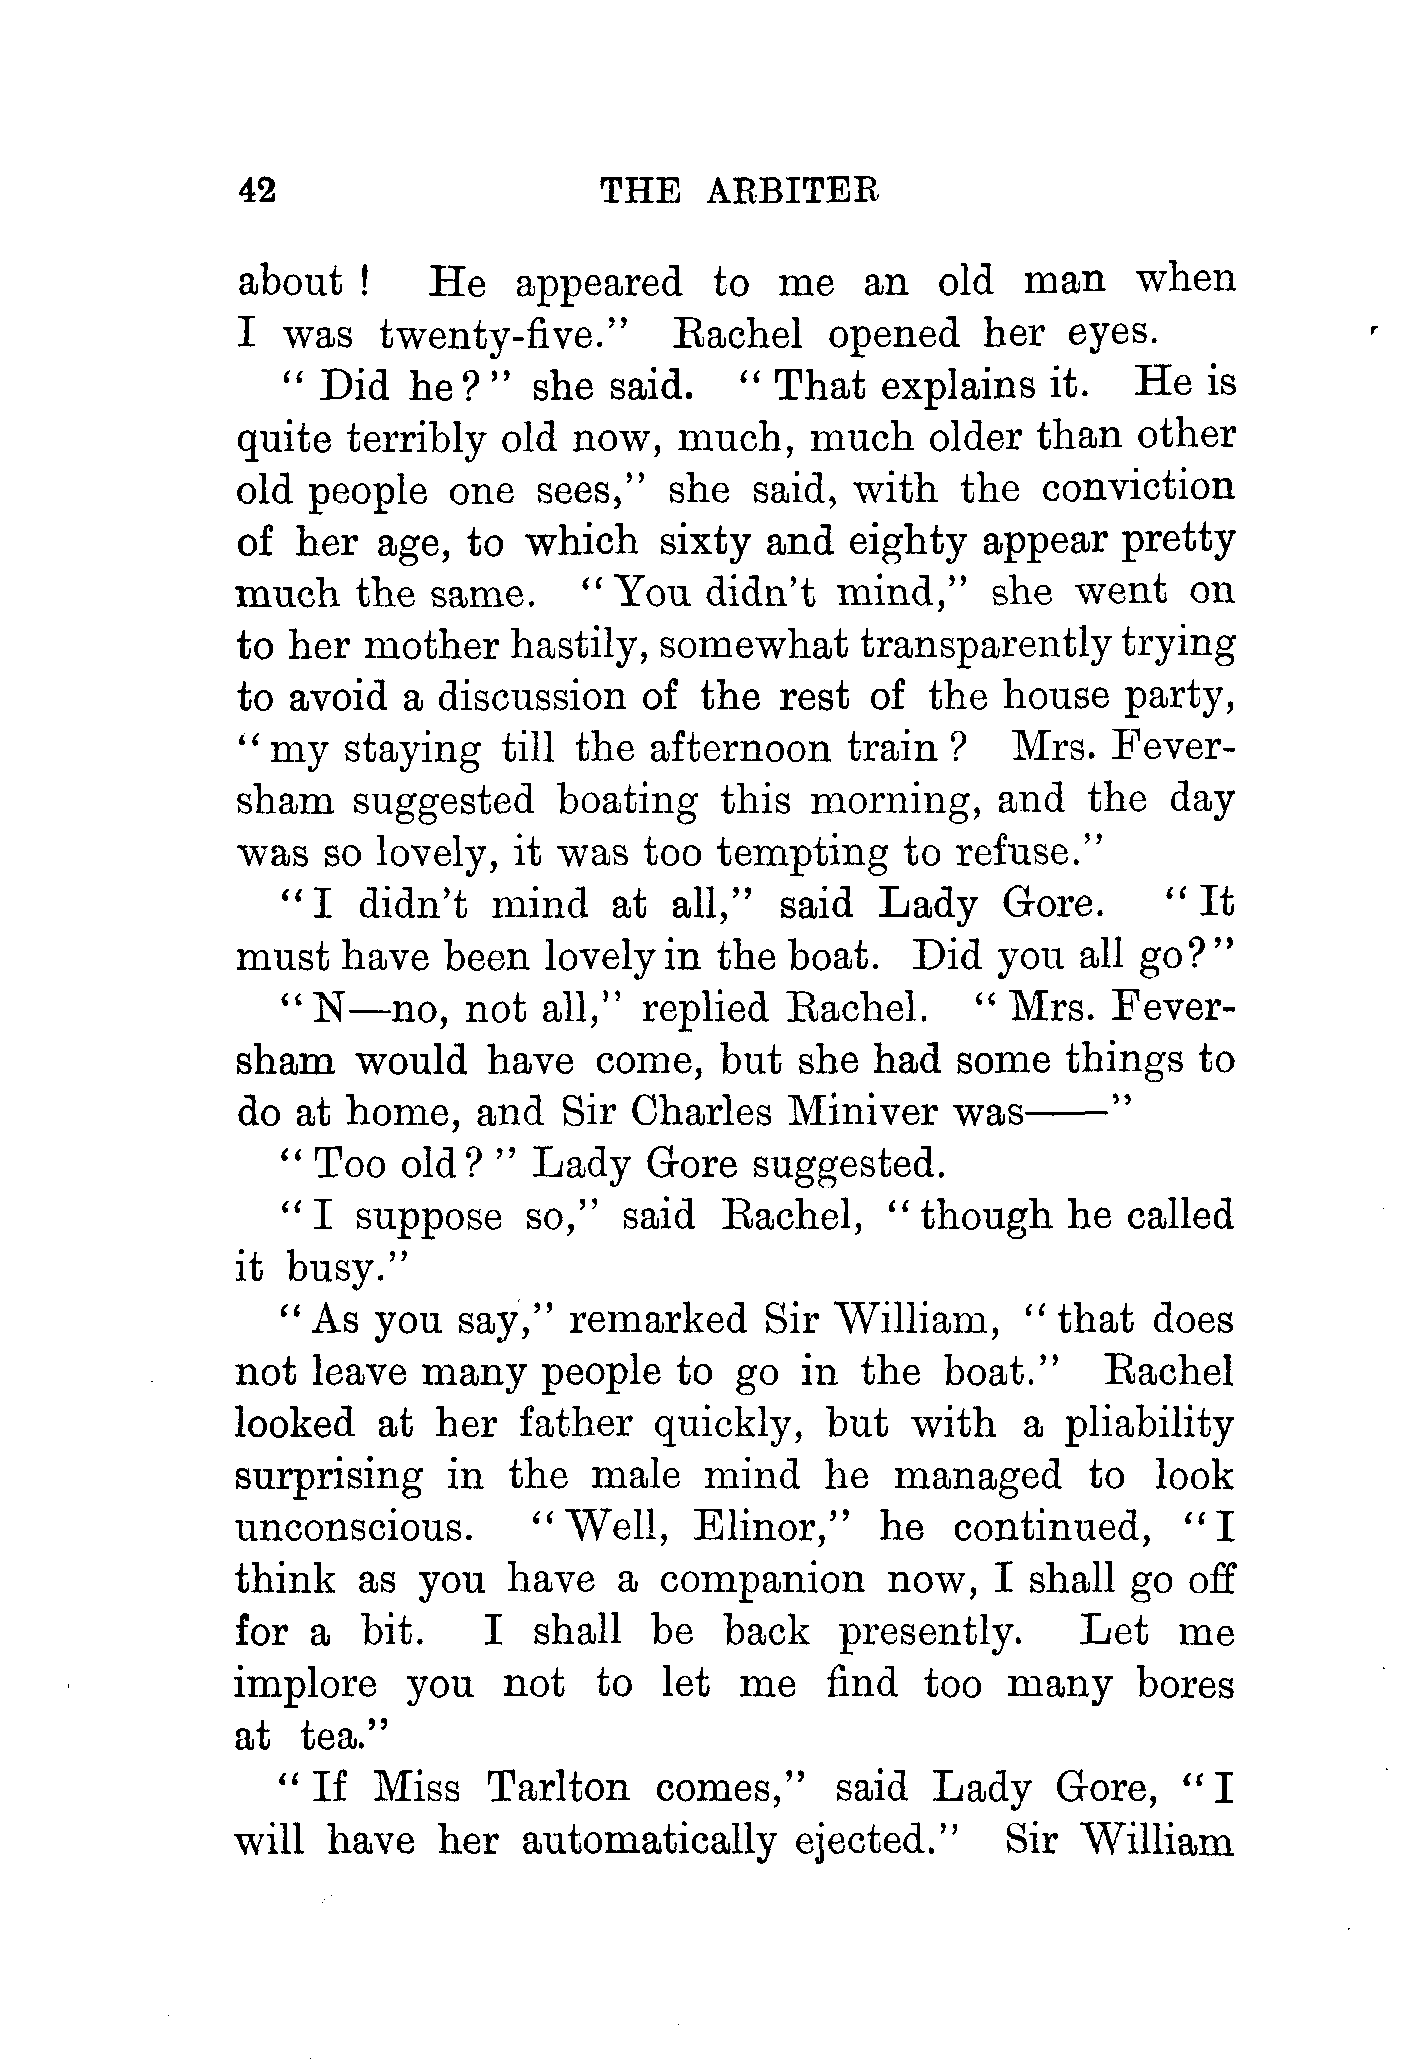 42 THE ARBITER
about ! He appeared to me an old man when
I was twenty-five." Rachel opened her eyes.
" Did he ? " she said. " That explains it. He is
quite terribly old now, much, much older than other
old people one sees," she said, with the conviction
of her age, to which sixty and eighty appear pretty
much the same. " You didn't mind," she went on
to her mother hastily, somewhat transparently trying
to avoid a discussion of the rest of the house party,
" my staying till the afternoon train ? Mrs. Fever-
sham suggested boating this morning, and the day
was so lovely, it was too tempting to refuse."
" I didn't mind at all," said Lady Gore. " It
must have been lovely in the boat. Did you all go?"
" N—no, not all," replied Rachel. " Mrs. Fever-
sham would have come, but she had some things to
do at home, and Sir Charles Miniver was——"
" Too old ? " Lady Gore suggested.
" I suppose so," said Rachel, " though he called
it busy."
" As you say," remarked Sir William, " that does
not leave many people to go in the boat." Rachel
looked at her father quickly, but with a pliability
surprising in the male mind he managed to look
unconscious. " Well, Elinor," he continued, " I
think as you have a companion now, I shall go off
for a bit. I shall be back presently. Let me
implore you not to let me find too many bores
at tea."
" If Miss Tarlton comes," said Lady Gore, " I
will have her automatically ejected." Sir William